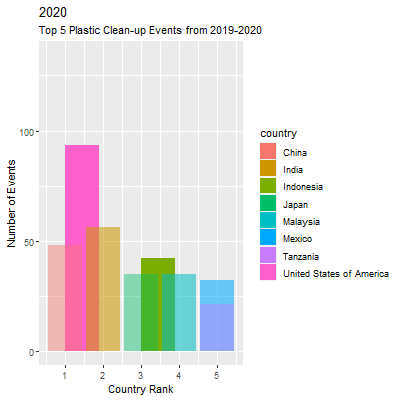 2020
Top 5 Plastic Clean-up Events from 2019-2020
Number of Events
100
50
0
1 2 3 4 5
Country Rank
country
China
India
Indonesia
Japan
Malaysia
Mexico
Tanzania
United States of America